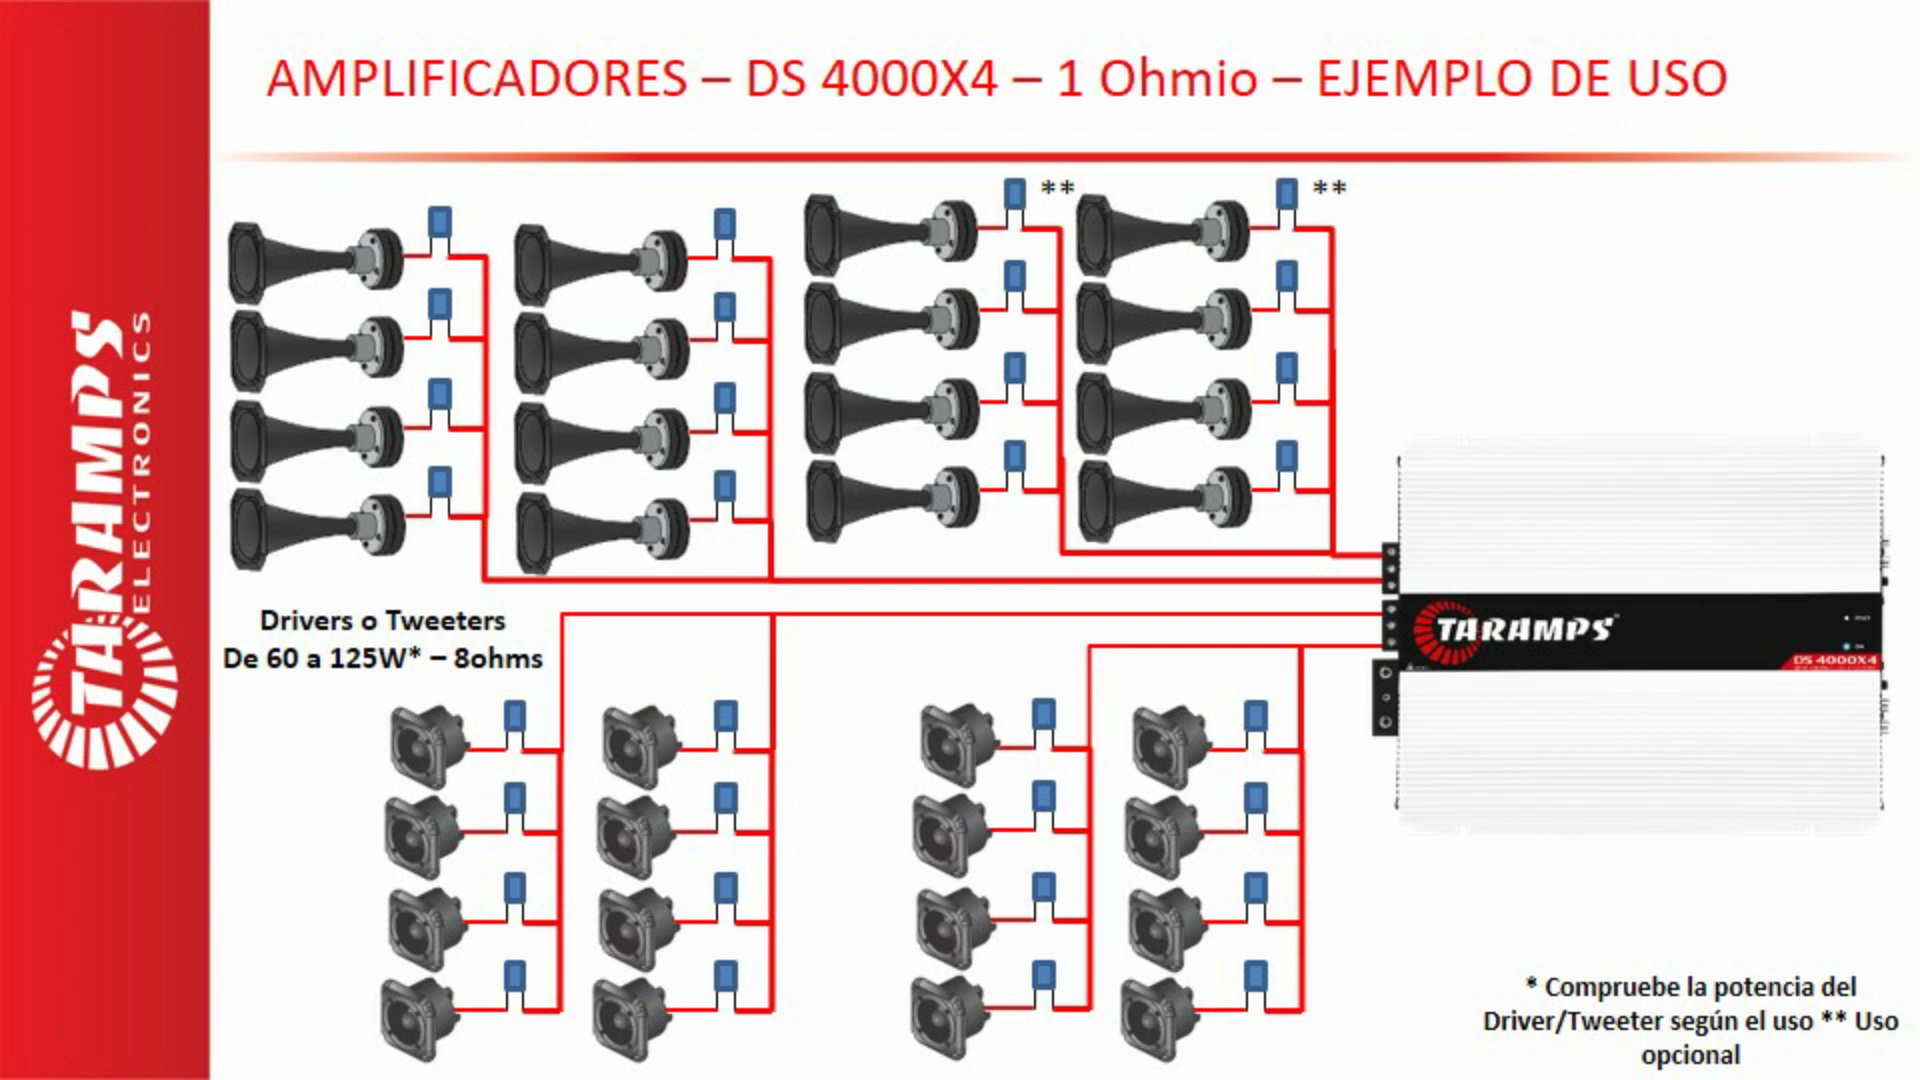 AMPLIFICADORES – DS 4000X4 – 1 Ohmio – EJEMPLO DE USO
**
**
TARAMPS
ELECTRONICS
Drivers o Tweeters
De 60 a 125W* – 8ohms
TARAMPS
DS 4000X4
* Compruebe la potencia del
Driver/Tweeter según el uso ** Uso
opcional